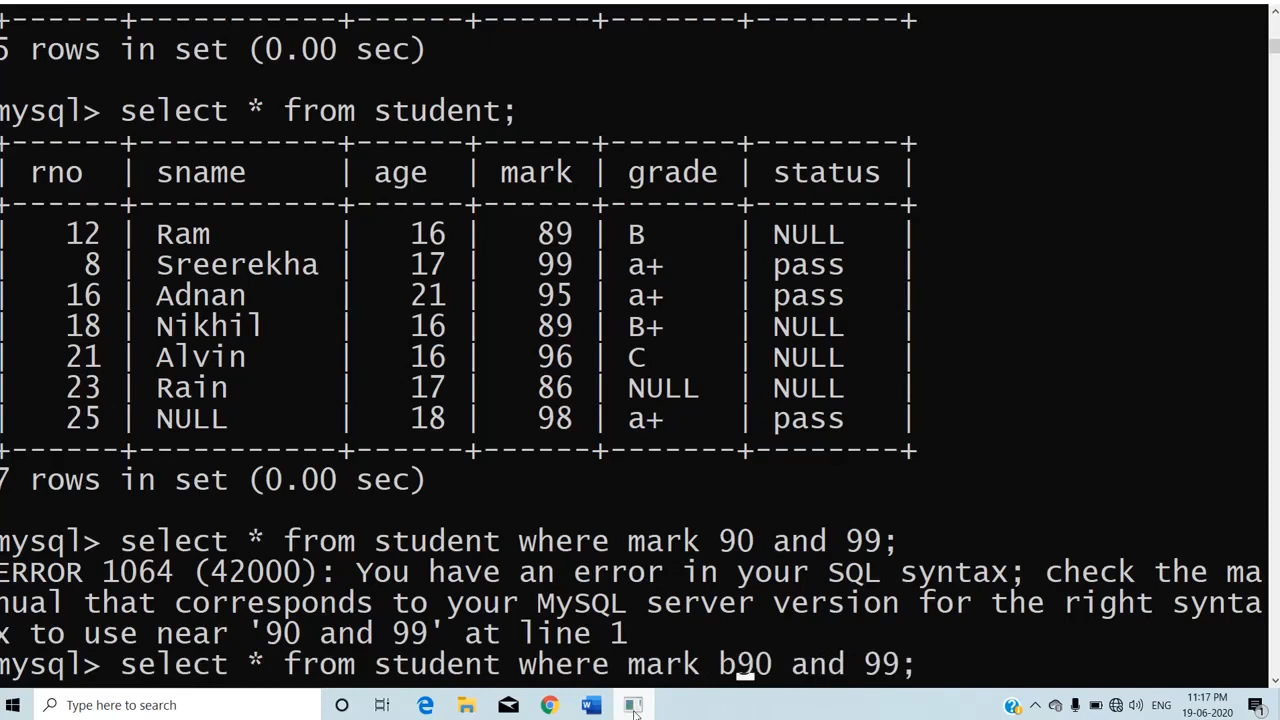 +------+-----------+------+------+-------+--------+
5 rows in set (0.00 sec)
mysql> select * from student;
+------+-----------+------+------+-------+--------+
| rno | sname | age | mark | grade | status |
+------+-----------+------+------+-------+--------+
| 12 | Ram | 16 | 89 | B | NULL |
| 8 | Sreerekha | 17 | 99 | a+ | pass |
| 16 | Adnan | 21 | 95 | a+ | pass |
| 18 | Nikhil | 16 | 89 | B+ | NULL |
| 21 | Alvin | 16 | 96 | C | NULL |
| 23 | Rain | 17 | 86 | NULL | NULL |
| 25 | NULL | 18 | 98 | a+ | pass |
+------+-----------+------+------+-------+--------+
7 rows in set (0.00 sec)
mysql> select * from student where mark 90 and 99;
ERROR 1064 (42000): You have an error in your SQL syntax; check the ma
nual that corresponds to your MySQL server version for the right synta
x to use near '90 and 99' at line 1
mysql> select * from student where mark b90 and 99;
Type here to search
ENG
11:17 PM
19-06-2020
1